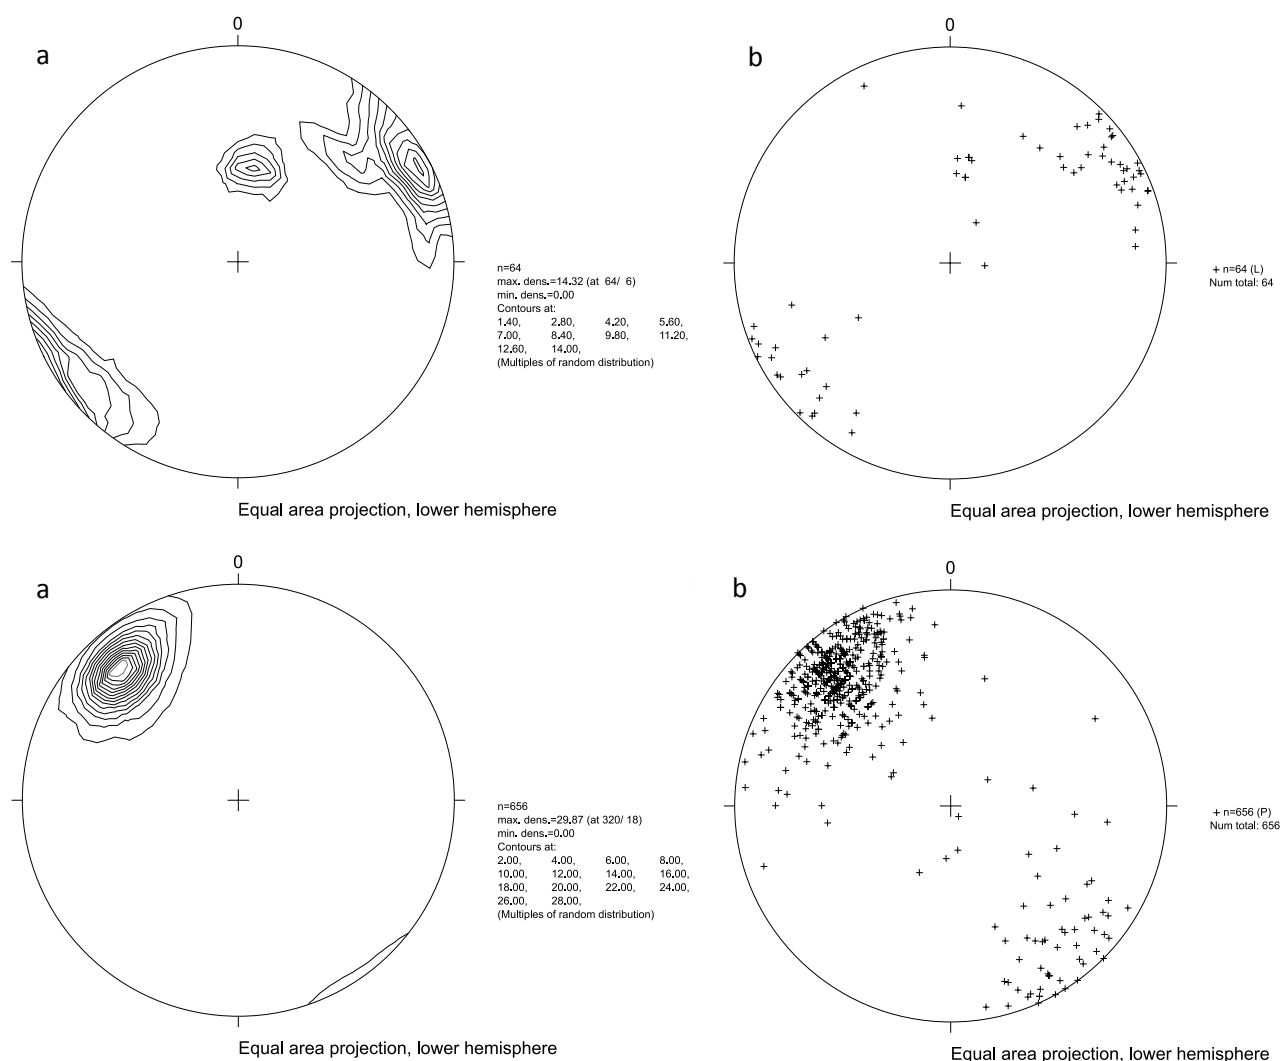 a
0
n=64
max. dens.=14.32 (at 64/ 6)
min. dens.=0.00
Contours at:
1.40, 2.80, 4.20, 5.60,
7.00, 8.40, 9.80, 11.20,
12.60, 14.00,
(Multiples of random distribution)
Equal area projection, lower hemisphere
b
0
+ n=64 (L)
Num total: 64
Equal area projection, lower hemisphere
a
0
n=656
max. dens.=29.87 (at 320/ 18)
min. dens.=0.00
Contours at:
2.00, 4.00, 6.00, 8.00,
10.00, 12.00, 14.00, 16.00,
18.00, 20.00, 22.00, 24.00,
26.00, 28.00,
(Multiples of random distribution)
Equal area projection, lower hemisphere
b
0
+ n=656 (P)
Num total: 656
Equal area projection, lower hemisphere